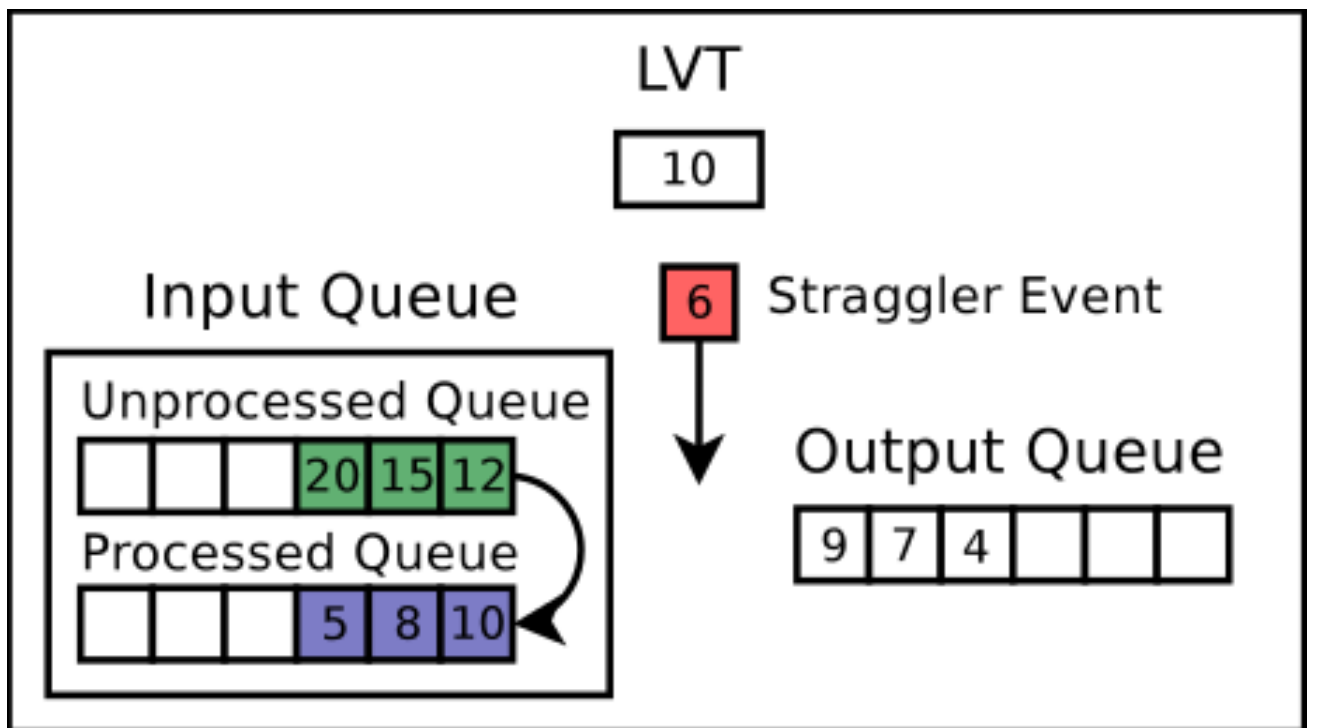 LVT
10
Input Queue
6 Straggler Event
Unprocessed Queue
20 15 12
Processed Queue
5 8 10
Output Queue
9 7 4